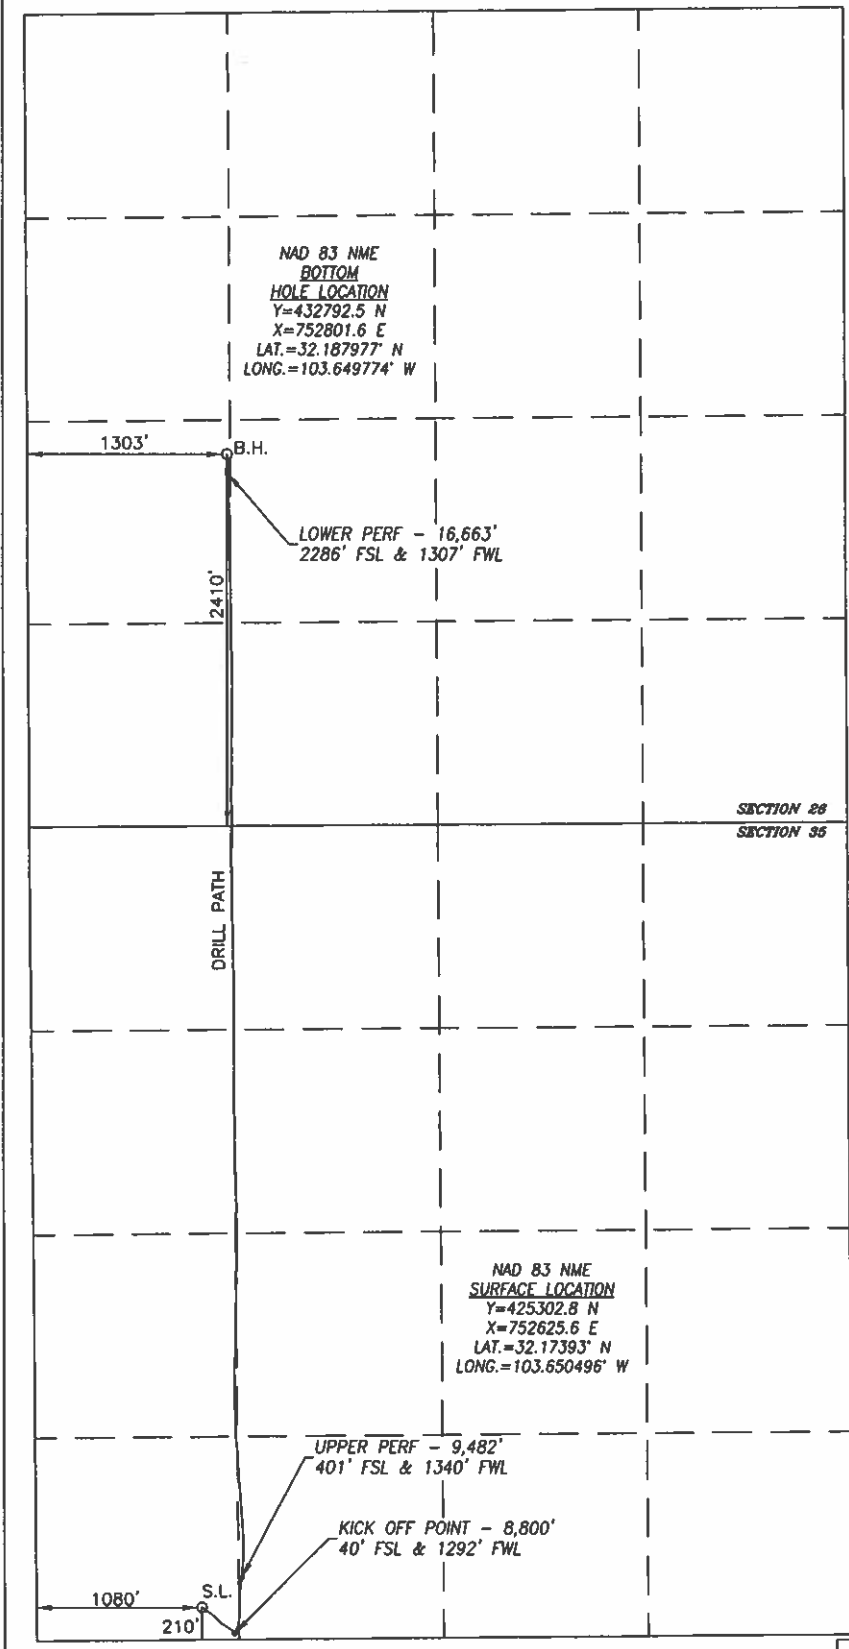 NAD 83 NME
BOTTOM
HOLE LOCATION
Y=432792.5 N
X=752801.6 E
LAT.=32.187977° N
LONG.=103.649774° W
1303'
B.H.
LOWER PERF - 16,663'
2286' FSL & 1307' FWL
2410'
SECTION 26
SECTION 35
DRILL PATH
NAD 83 NME
SURFACE LOCATION
Y=425302.8 N
X=752625.6 E
LAT.=32.17393° N
LONG.=103.650496° W
UPPER PERF - 9,482'
401' FSL & 1340' FWL
KICK OFF POINT - 8,800'
40' FSL & 1292' FWL
1080'
S.L.
210'